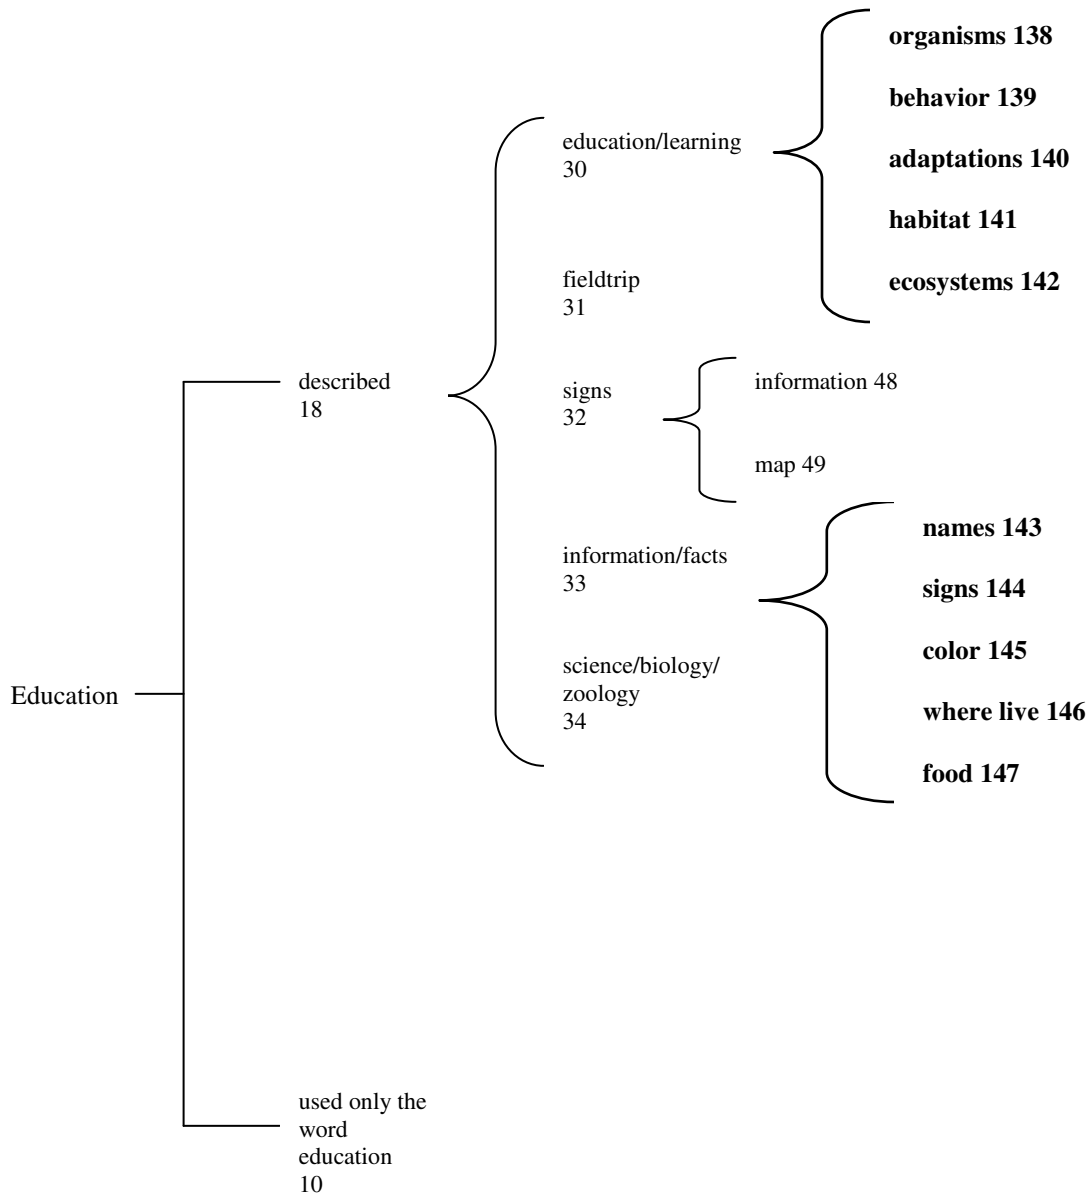 Education
described
18
education/learning
30
organisms 138
behavior 139
adaptations 140
habitat 141
ecosystems 142
fieldtrip
31
signs
32
information 48
map 49
information/facts
33
names 143
signs 144
color 145
where live 146
food 147
science/biology/
zoology
34
used only the
word
education
10